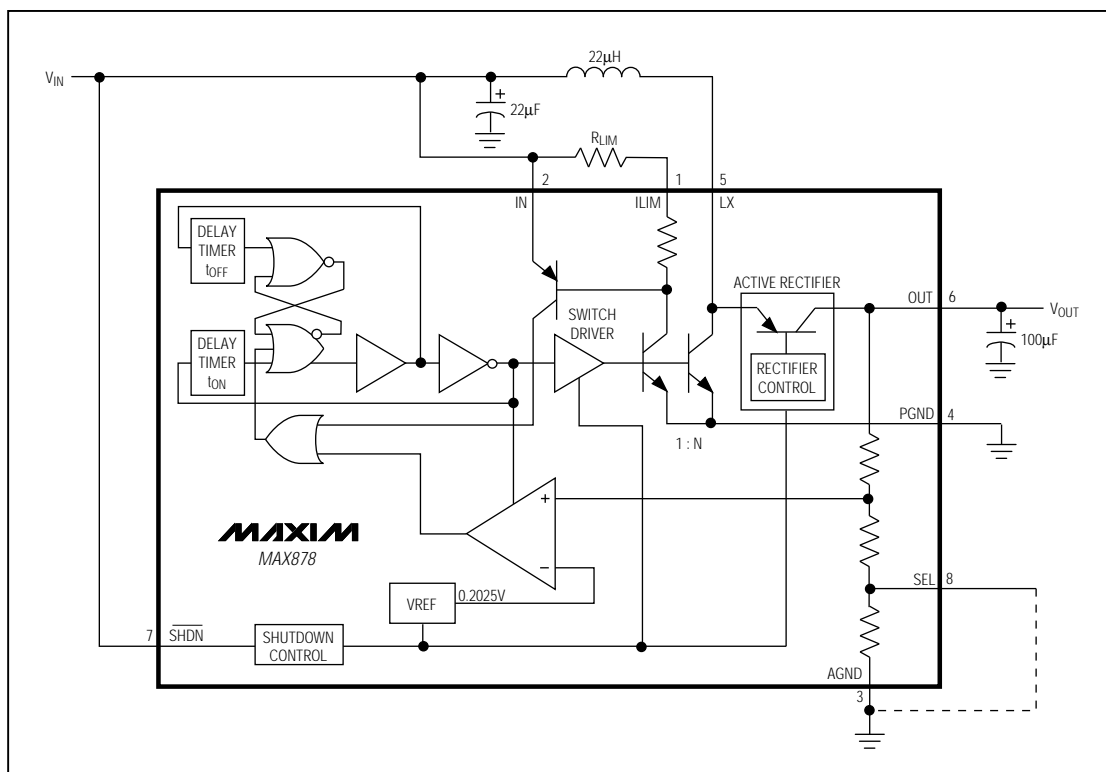 22µH
VIN
+
22µF
RLIM
2
1
5
IN
ILIM
LX
DELAY
TIMER
tOFF
ACTIVE RECTIFIER
OUT
6
VOUT
SWITCH
DRIVER
+
100µF
DELAY
TIMER
tON
RECTIFIER
CONTROL
PGND
4
1 : N
+
MAXIM
MAX878
−
SEL
8
VREF
0.2025V
7
SHDN
SHUTDOWN
CONTROL
AGND
3